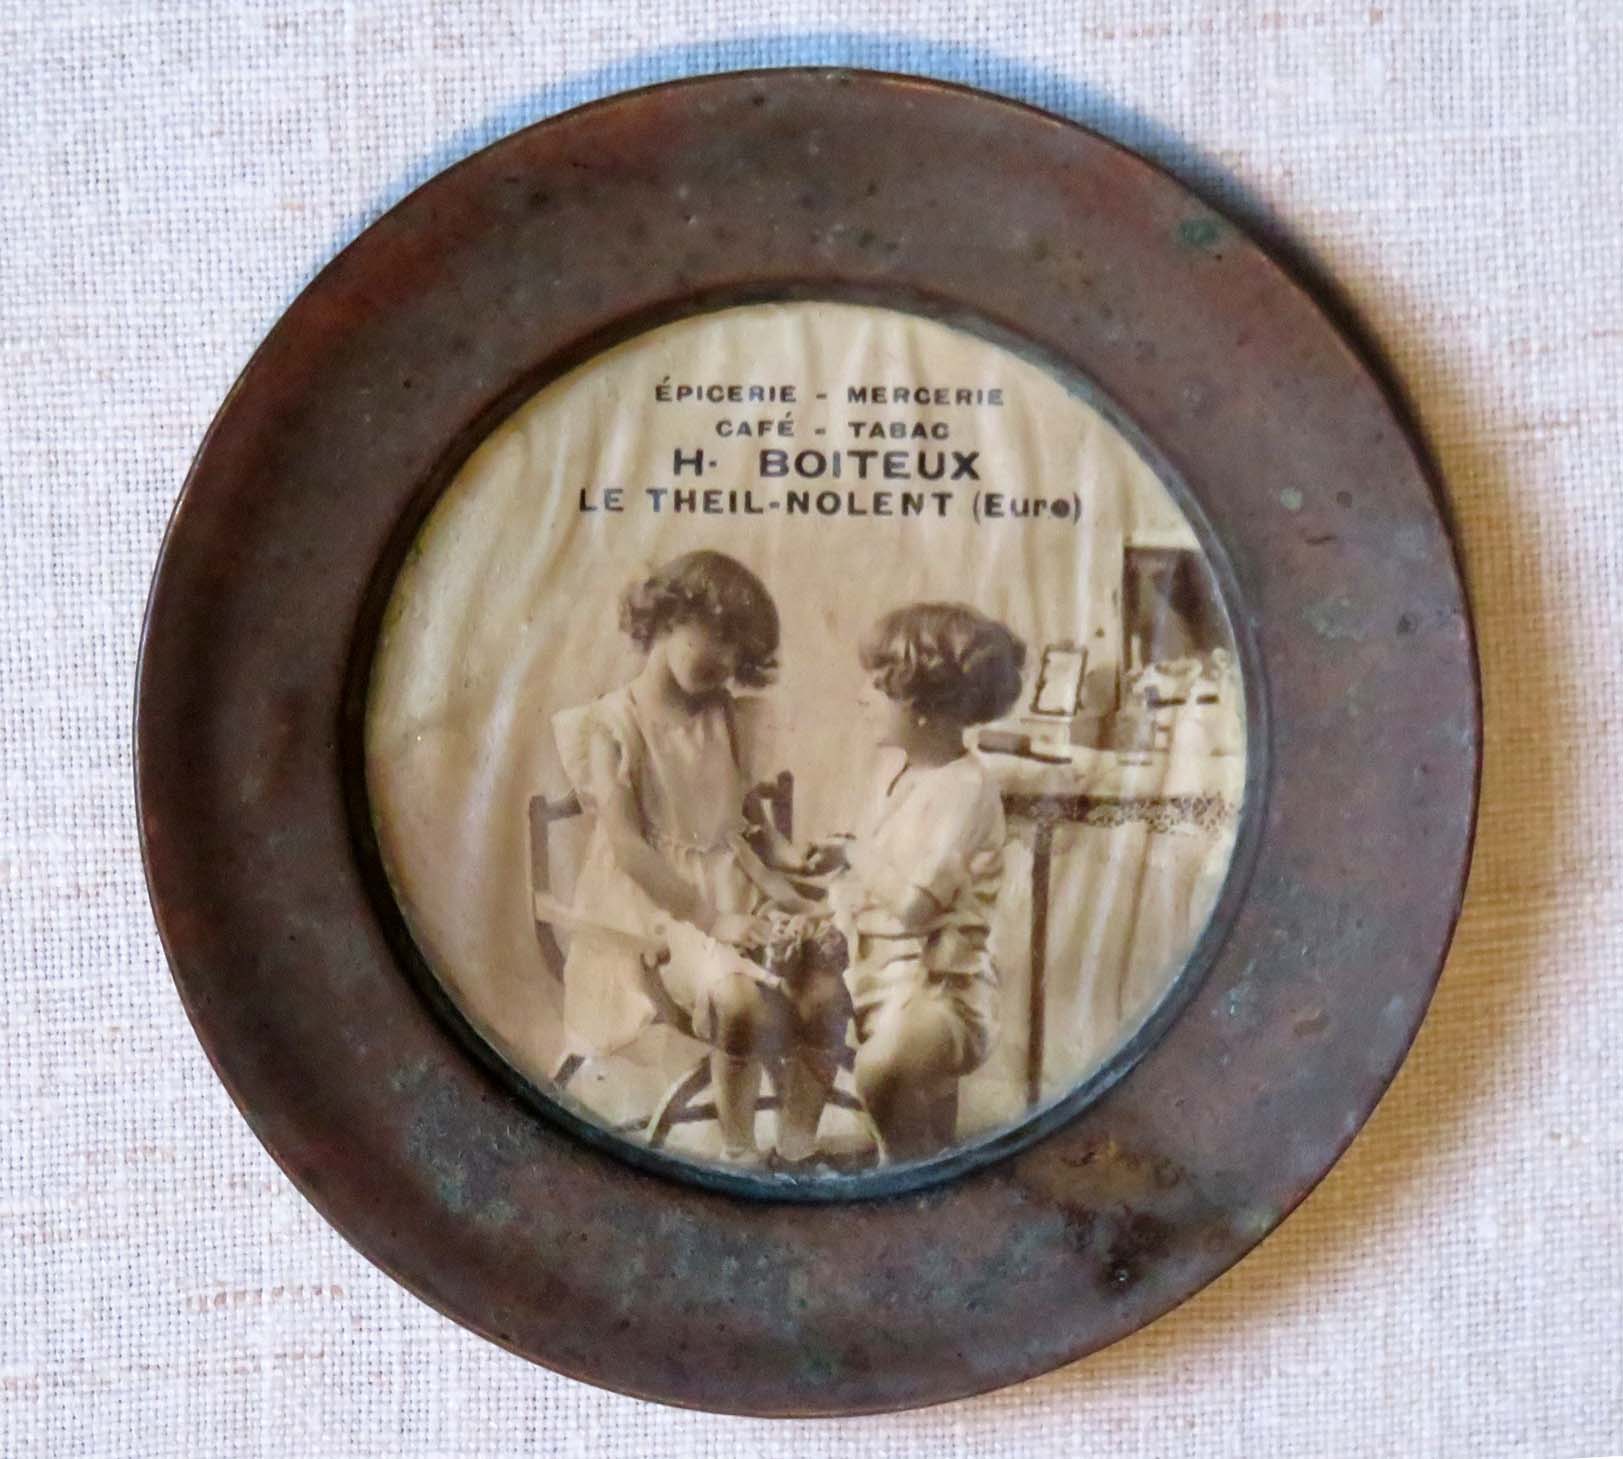 ÉPICERIE - MERCERIE
CAFÉ - TABAC
H. BOITEUX
LE THEIL-NOLENT (Eure)